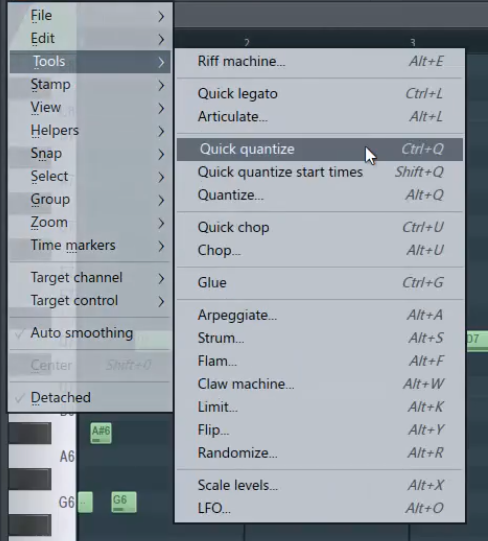 File
Edit
Tools
Stamp
View
Helpers
Snap
Select
Group
Zoom
Time markers
Target channel
Target control
Auto smoothing
Center Shift+0
Detached
2 3
Riff machine... Alt+E
Quick legato Ctrl+L
Articulate... Alt+L
Quick quantize Ctrl+Q
Quick quantize start times Shift+Q
Quantize... Alt+Q
Quick chop Ctrl+U
Chop... Alt+U
Glue Ctrl+G
Arpeggiate... Alt+A
Strum... Alt+S
Flam... Alt+F
Claw machine... Alt+W
Limit... Alt+K
Flip... Alt+Y
Randomize... Alt+R
Scale levels... Alt+X
LFO... Alt+O
D7
A#6
A6
G6 G6